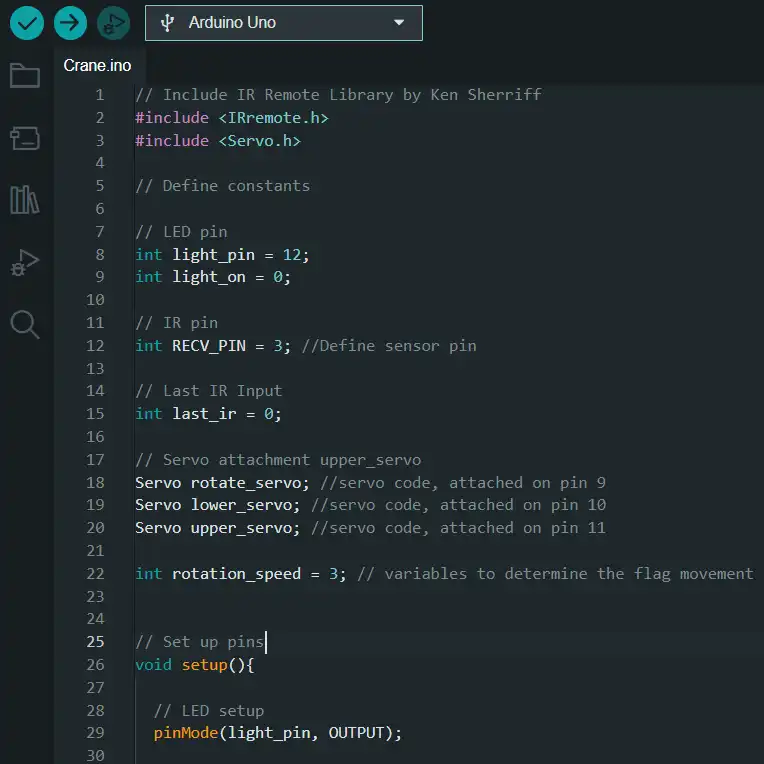 Arduino Uno
Crane.ino
1 // Include IR Remote Library by Ken Sherriff
2 #include <IRremote.h>
3 #include <Servo.h>
4
5 // Define constants
6
7 // LED pin
8 int light_pin = 12;
9 int light_on = 0;
10
11 // IR pin
12 int RECV_PIN = 3; //Define sensor pin
13
14 // Last IR Input
15 int last_ir = 0;
16
17 // Servo attachment upper_servo
18 Servo rotate_servo; //servo code, attached on pin 9
19 Servo lower_servo; //servo code, attached on pin 10
20 Servo upper_servo; //servo code, attached on pin 11
21
22 int rotation_speed = 3; // variables to determine the flag movement
23
24
25 // Set up pins
26 void setup(){
27
28   // LED setup
29   pinMode(light_pin, OUTPUT);
30